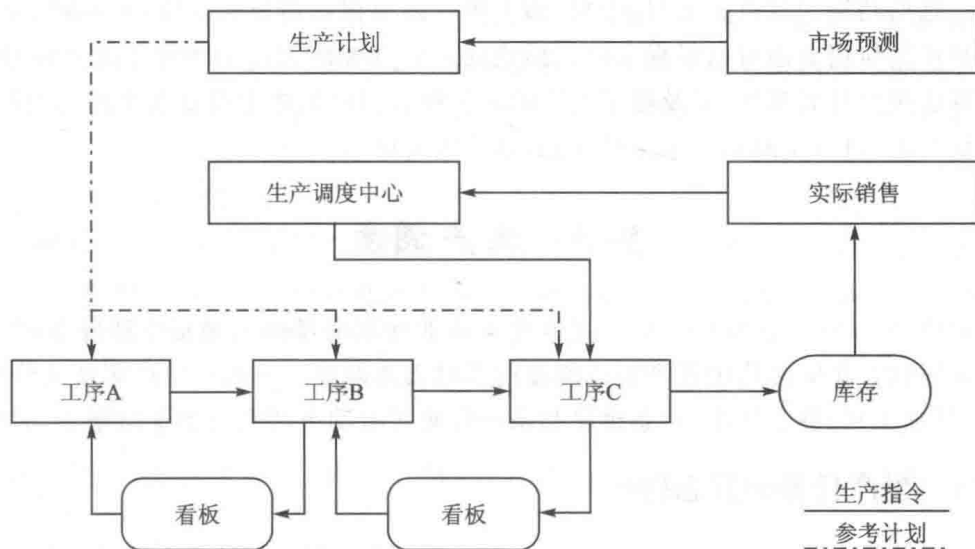 生产计划
市场预测
生产调度中心
实际销售
工序A
工序B
工序C
库存
看板
看板
生产指令
参考计划